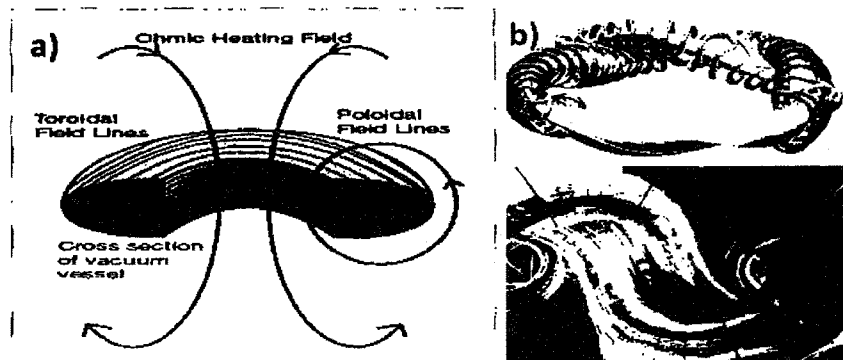 a)
Ohmic Heating Field
Toroidal
Field Lines
Poloidal
Field Lines
Cross section
of vacuum
vessel
b)